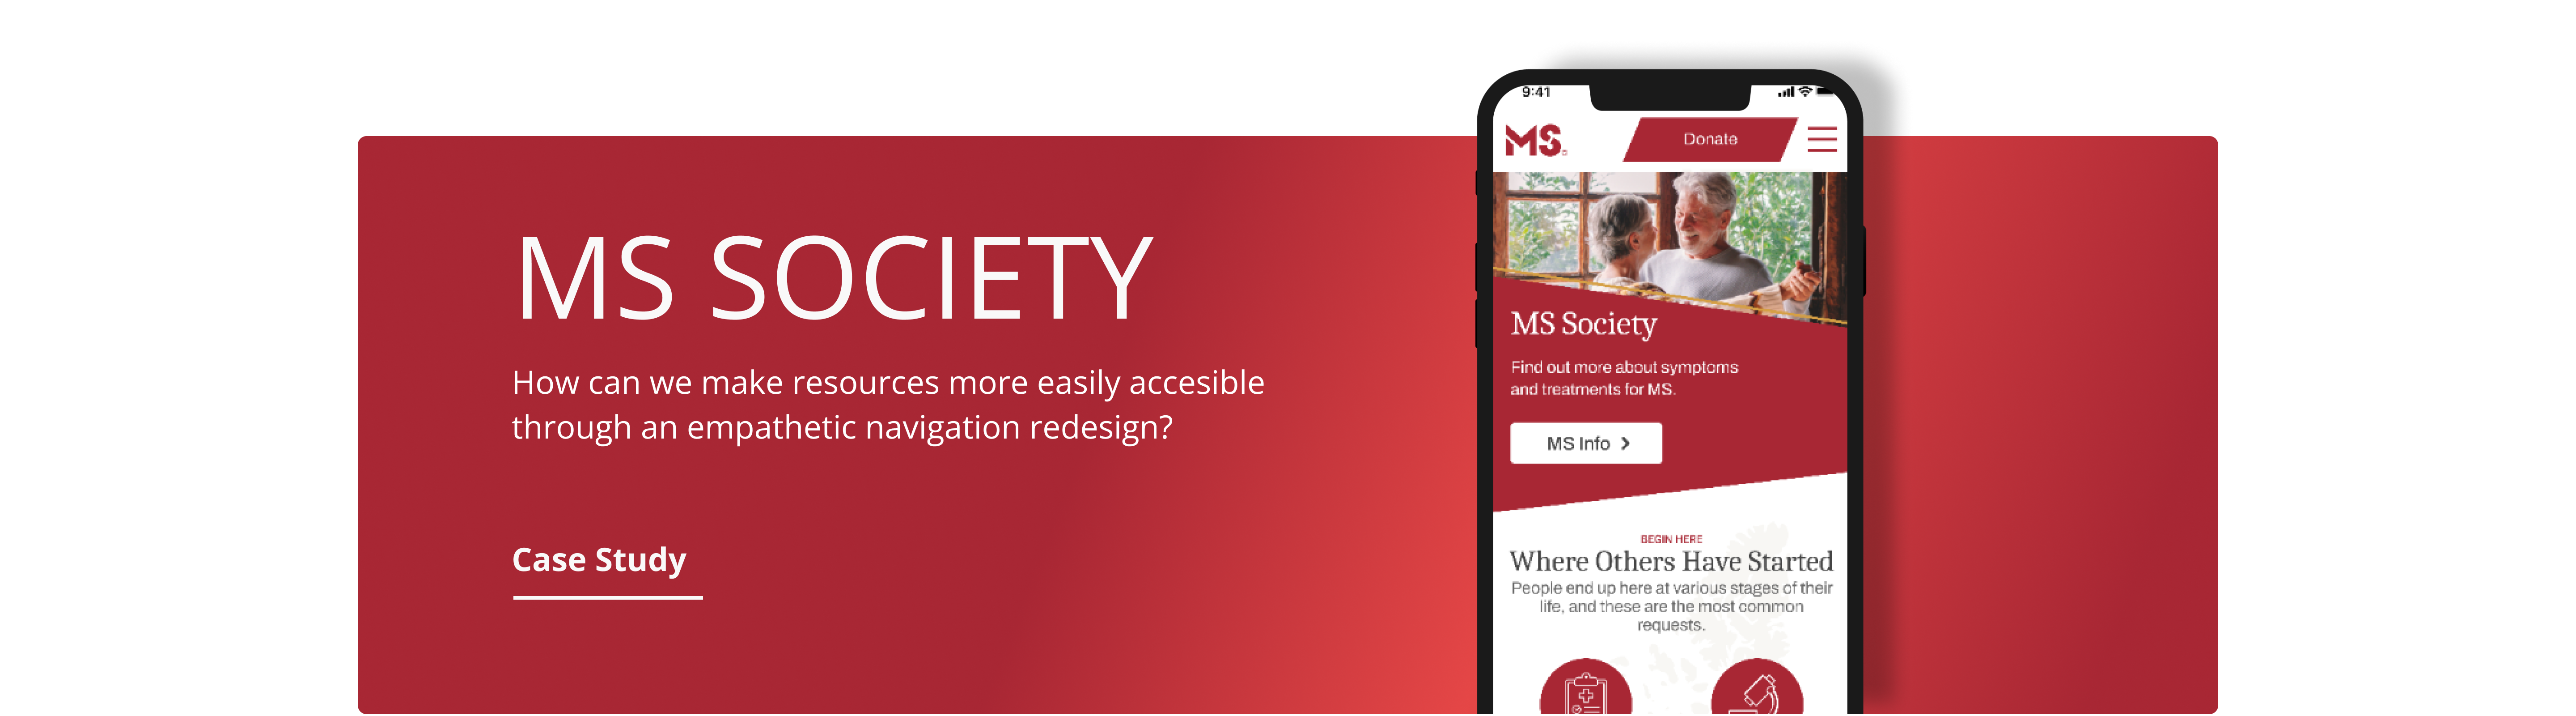 MS SOCIETY
How can we make resources more easily accesible
through an empathetic navigation redesign?
Case Study
9:41
MS
Donate
MS Society
Find out more about symptoms
and treatments for MS.
MS Info
BEGIN HERE
Where Others Have Started
People end up here at various stages of their
life, and these are the most common
requests.